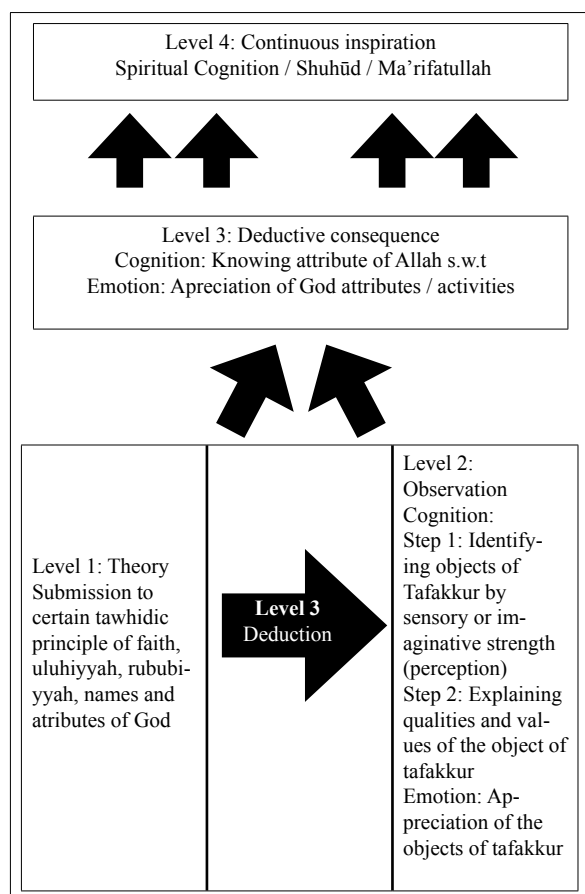 Level 4: Continuous inspiration
Spiritual Cognition / Shuhūd / Ma’rifatullah
Level 3: Deductive consequence
Cognition: Knowing attribute of Allah s.w.t
Emotion: Apreciation of God attributes / activities
Level 1: Theory
Submission to
certain tawhidic
principle of faith,
uluhiyyah, rububi-
yyah, names and
atributes of God
Level 3
Deduction
Level 2:
Observation
Cognition:
Step 1: Identify-
ing objects of
Tafakkur by
sensory or im-
aginative strength
(perception)
Step 2: Explaining
qualities and val-
ues of the object of
tafakkur
Emotion: Ap-
preciation of the
objects of tafakkur